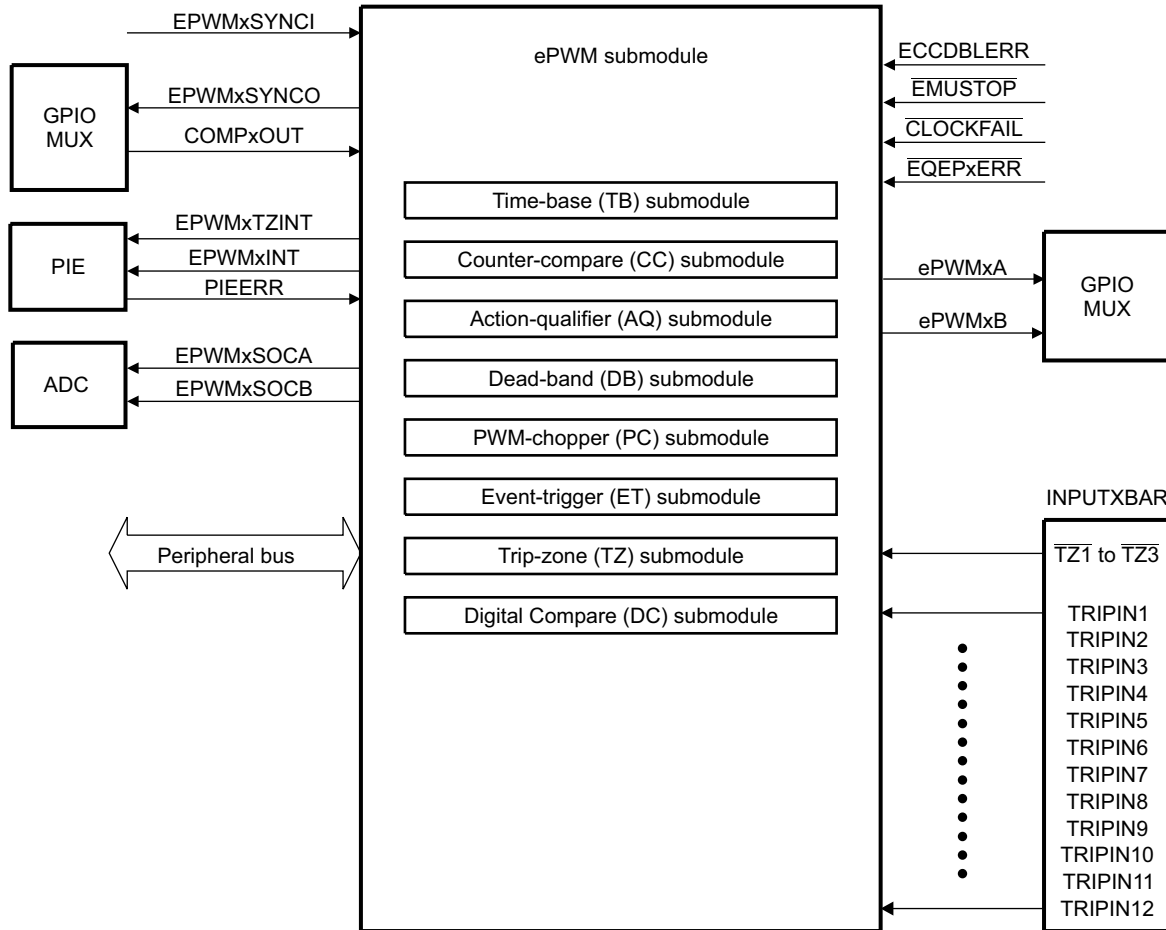 EPWMxSYNCI
ePWM submodule
ECCDBLERR
EMUSTOP
CLOCKFAIL
EQEPxERR
GPIO
MUX
EPWMxSYNCO
COMPxOUT
PIE
EPWMxTZINT
EPWMxINT
PIEERR
ADC
EPWMxSOCA
EPWMxSOCB
Time-base (TB) submodule
Counter-compare (CC) submodule
Action-qualifier (AQ) submodule
Dead-band (DB) submodule
PWM-chopper (PC) submodule
Event-trigger (ET) submodule
Trip-zone (TZ) submodule
Digital Compare (DC) submodule
ePWMxA
ePWMxB
GPIO
MUX
Peripheral bus
INPUTXBAR
TZ1 to TZ3
TRIPIN1
TRIPIN2
TRIPIN3
TRIPIN4
TRIPIN5
TRIPIN6
TRIPIN7
TRIPIN8
TRIPIN9
TRIPIN10
TRIPIN11
TRIPIN12